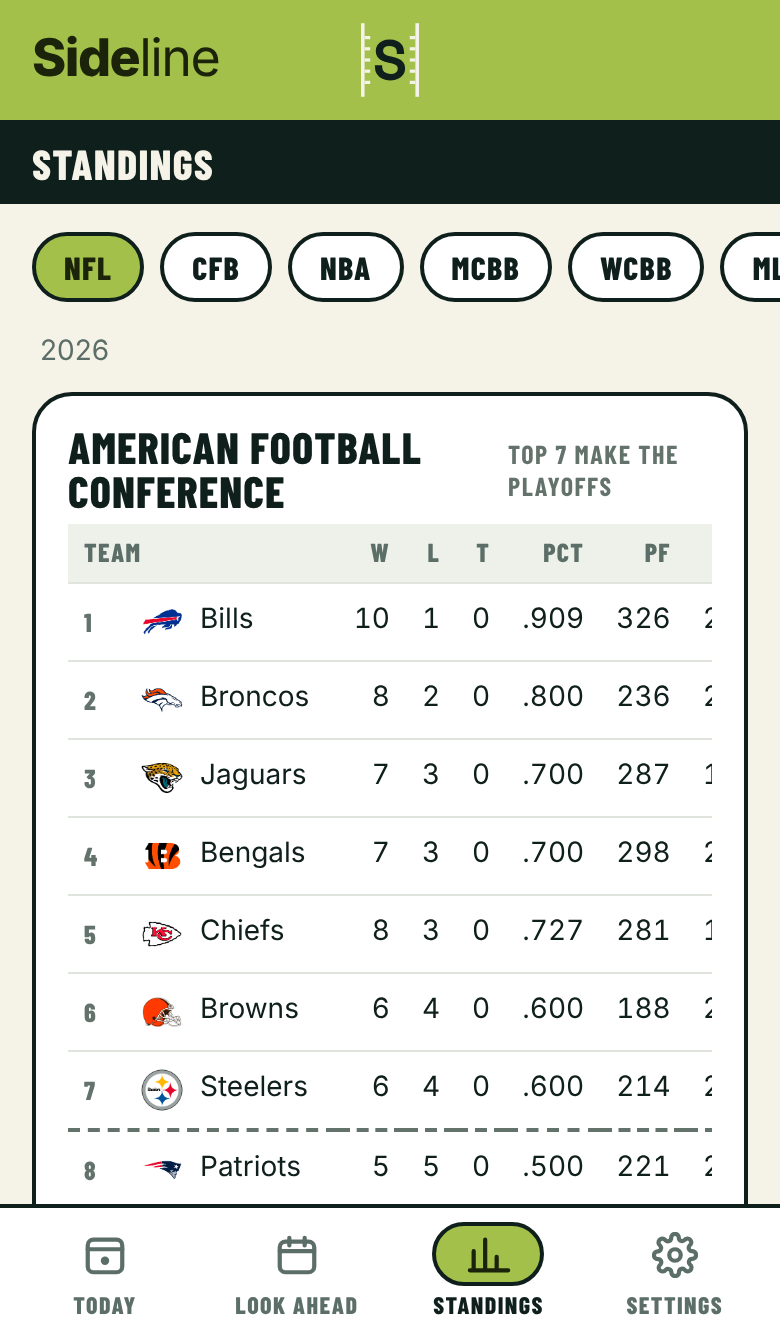 Sideline
S
STANDINGS
NFL CFB NBA MCBB WCBB
2026
AMERICAN FOOTBALL
CONFERENCE
TOP 7 MAKE THE
PLAYOFFS
TEAM W L T PCT PF
1 Bills 10 1 0 .909 326
2 Broncos 8 2 0 .800 236
3 Jaguars 7 3 0 .700 287
4 Bengals 7 3 0 .700 298
5 Chiefs 8 3 0 .727 281
6 Browns 6 4 0 .600 188
7 Steelers 6 4 0 .600 214
8 Patriots 5 5 0 .500 221
TODAY LOOK AHEAD STANDINGS SETTINGS